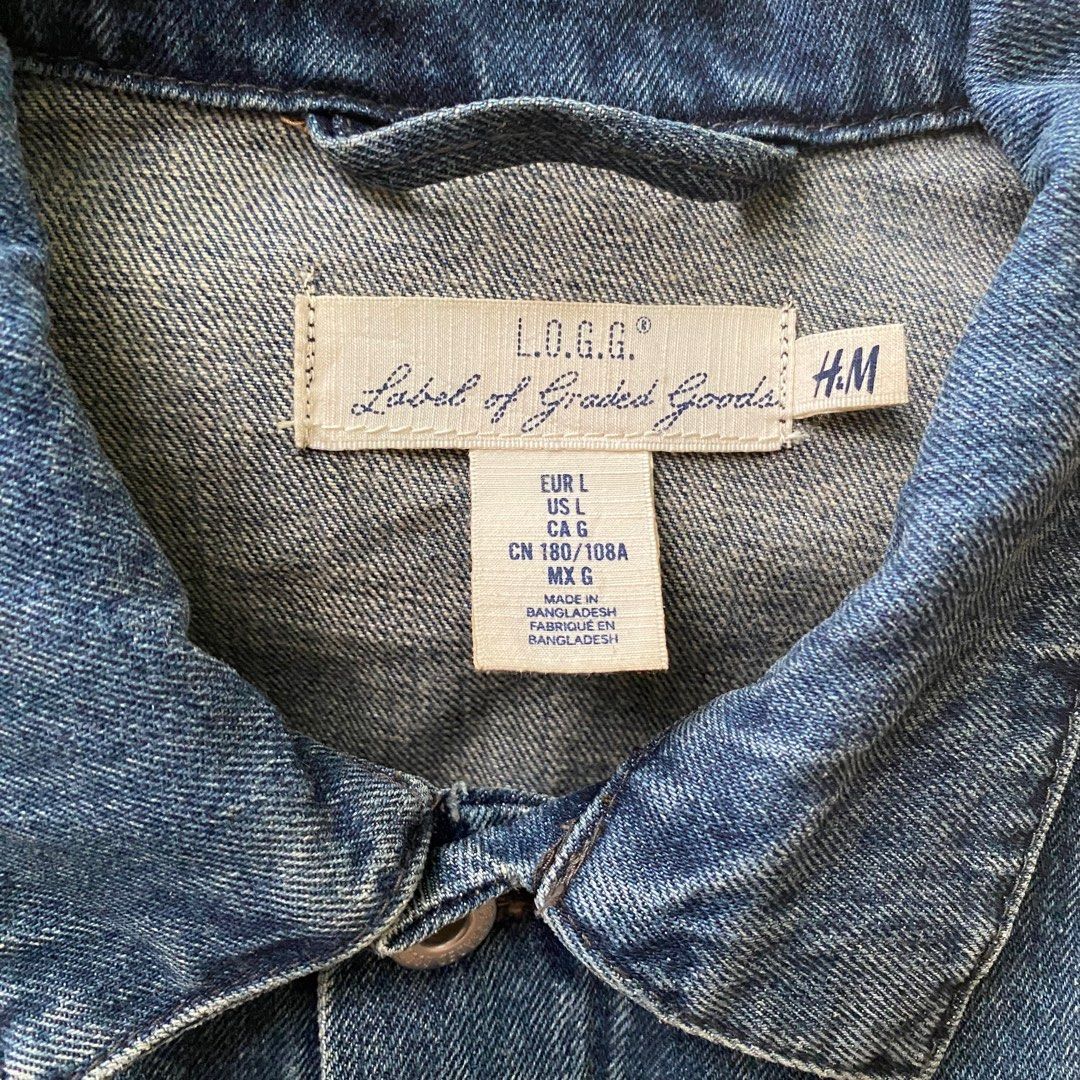 L.O.G.G.®
Label of Graded Goods
H&M
EUR L
US L
CA G
CN 180/108A
MX G
MADE IN
BANGLADESH
FABRIQUÉ EN
BANGLADESH